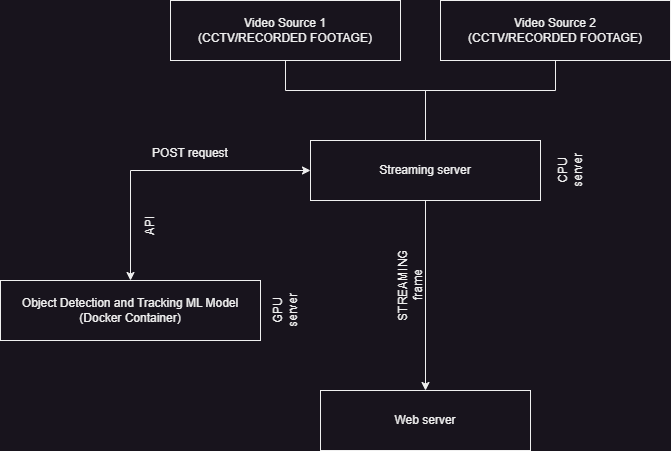 Video Source 1
(CCTV/RECORDED FOOTAGE)
Video Source 2
(CCTV/RECORDED FOOTAGE)
POST request
Streaming server
CPU
server
API
STREAMING
frame
Object Detection and Tracking ML Model
(Docker Container)
GPU
server
Web server